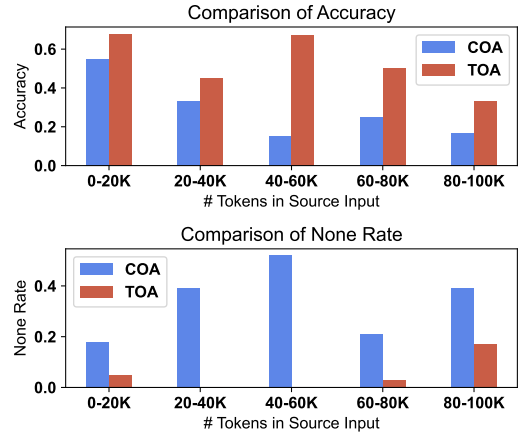 Comparison of Accuracy
Accuracy
0.6
0.4
0.2
0.0
COA
TOA
0-20K 20-40K 40-60K 60-80K 80-100K
# Tokens in Source Input
Comparison of None Rate
None Rate
0.4
0.2
0.0
COA
TOA
0-20K 20-40K 40-60K 60-80K 80-100K
# Tokens in Source Input